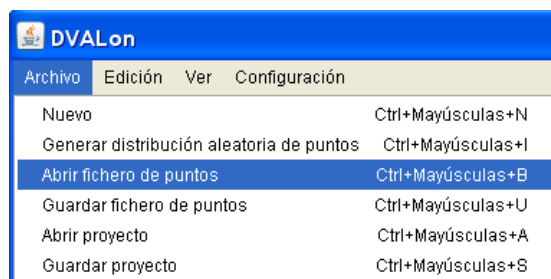 DVALon
Archivo Edición Ver Configuración
Nuevo Ctrl+Mayúsculas+N
Generar distribución aleatoria de puntos Ctrl+Mayúsculas+I
Abrir fichero de puntos Ctrl+Mayúsculas+B
Guardar fichero de puntos Ctrl+Mayúsculas+U
Abrir proyecto Ctrl+Mayúsculas+A
Guardar proyecto Ctrl+Mayúsculas+S